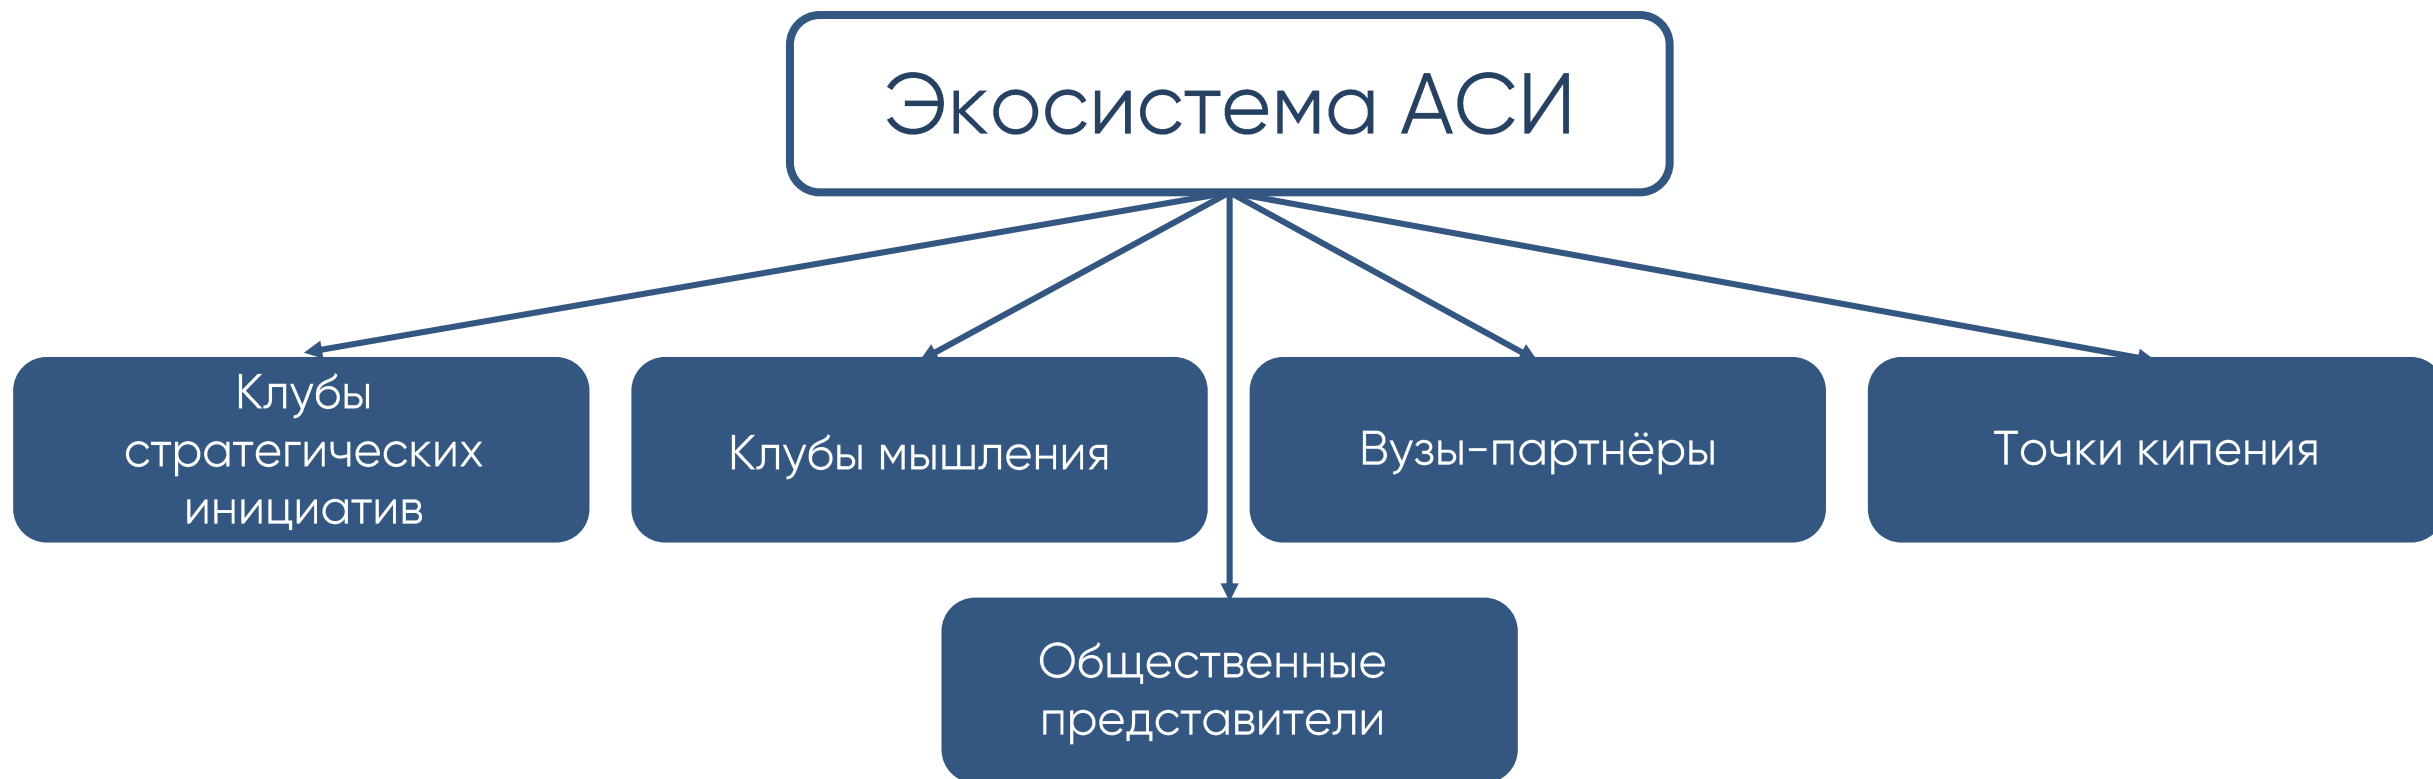 Экосистема АСИ
Клубы
стратегических
инициатив
Клубы мышления
Вузы-партнёры
Точки кипения
Общественные
представители